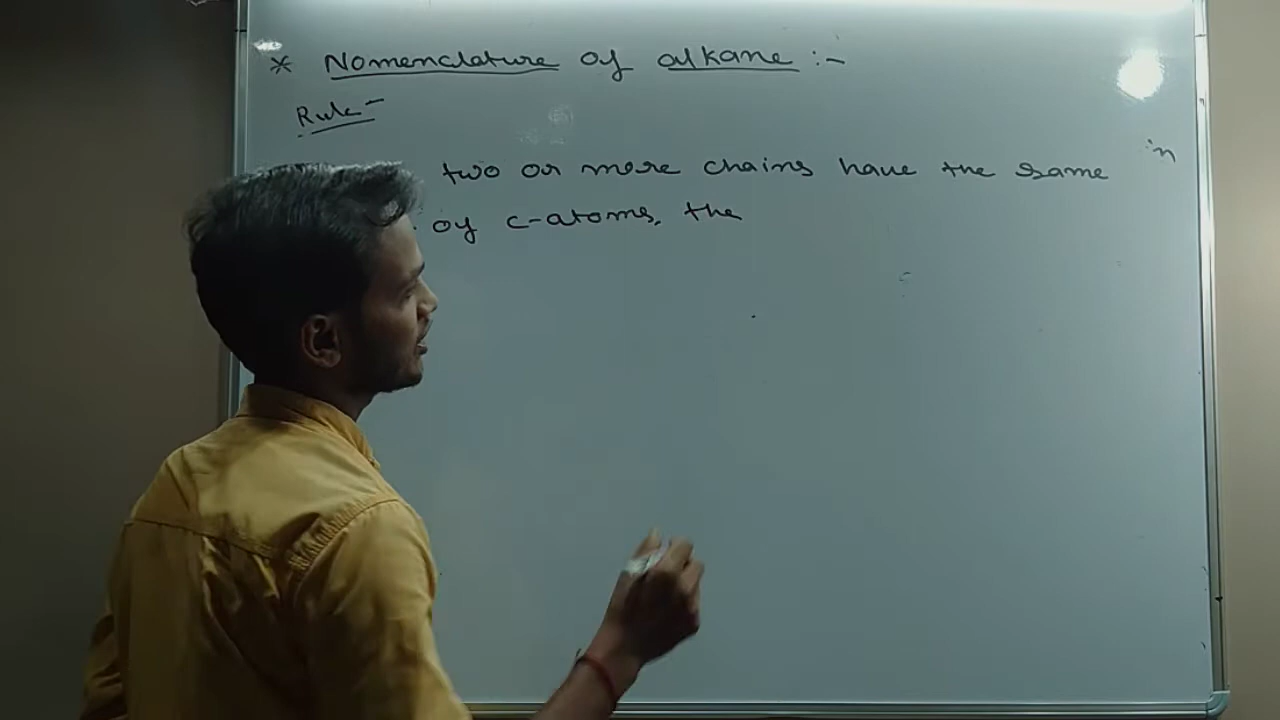 * Nomenclature of alkane :-
Rule-
two or more chains have the same
of c-atoms, the